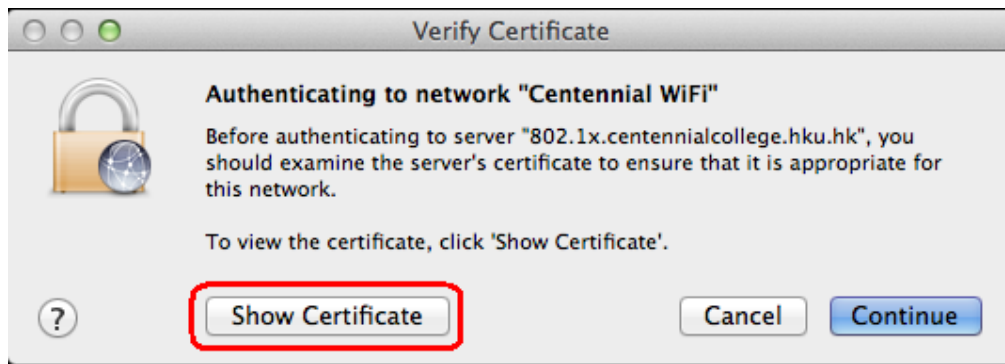 Verify Certificate
Authenticating to network "Centennial WiFi"
Before authenticating to server "802.1x.centennialcollege.hku.hk", you
should examine the server's certificate to ensure that it is appropriate for
this network.
To view the certificate, click 'Show Certificate'.
? Show Certificate Cancel Continue